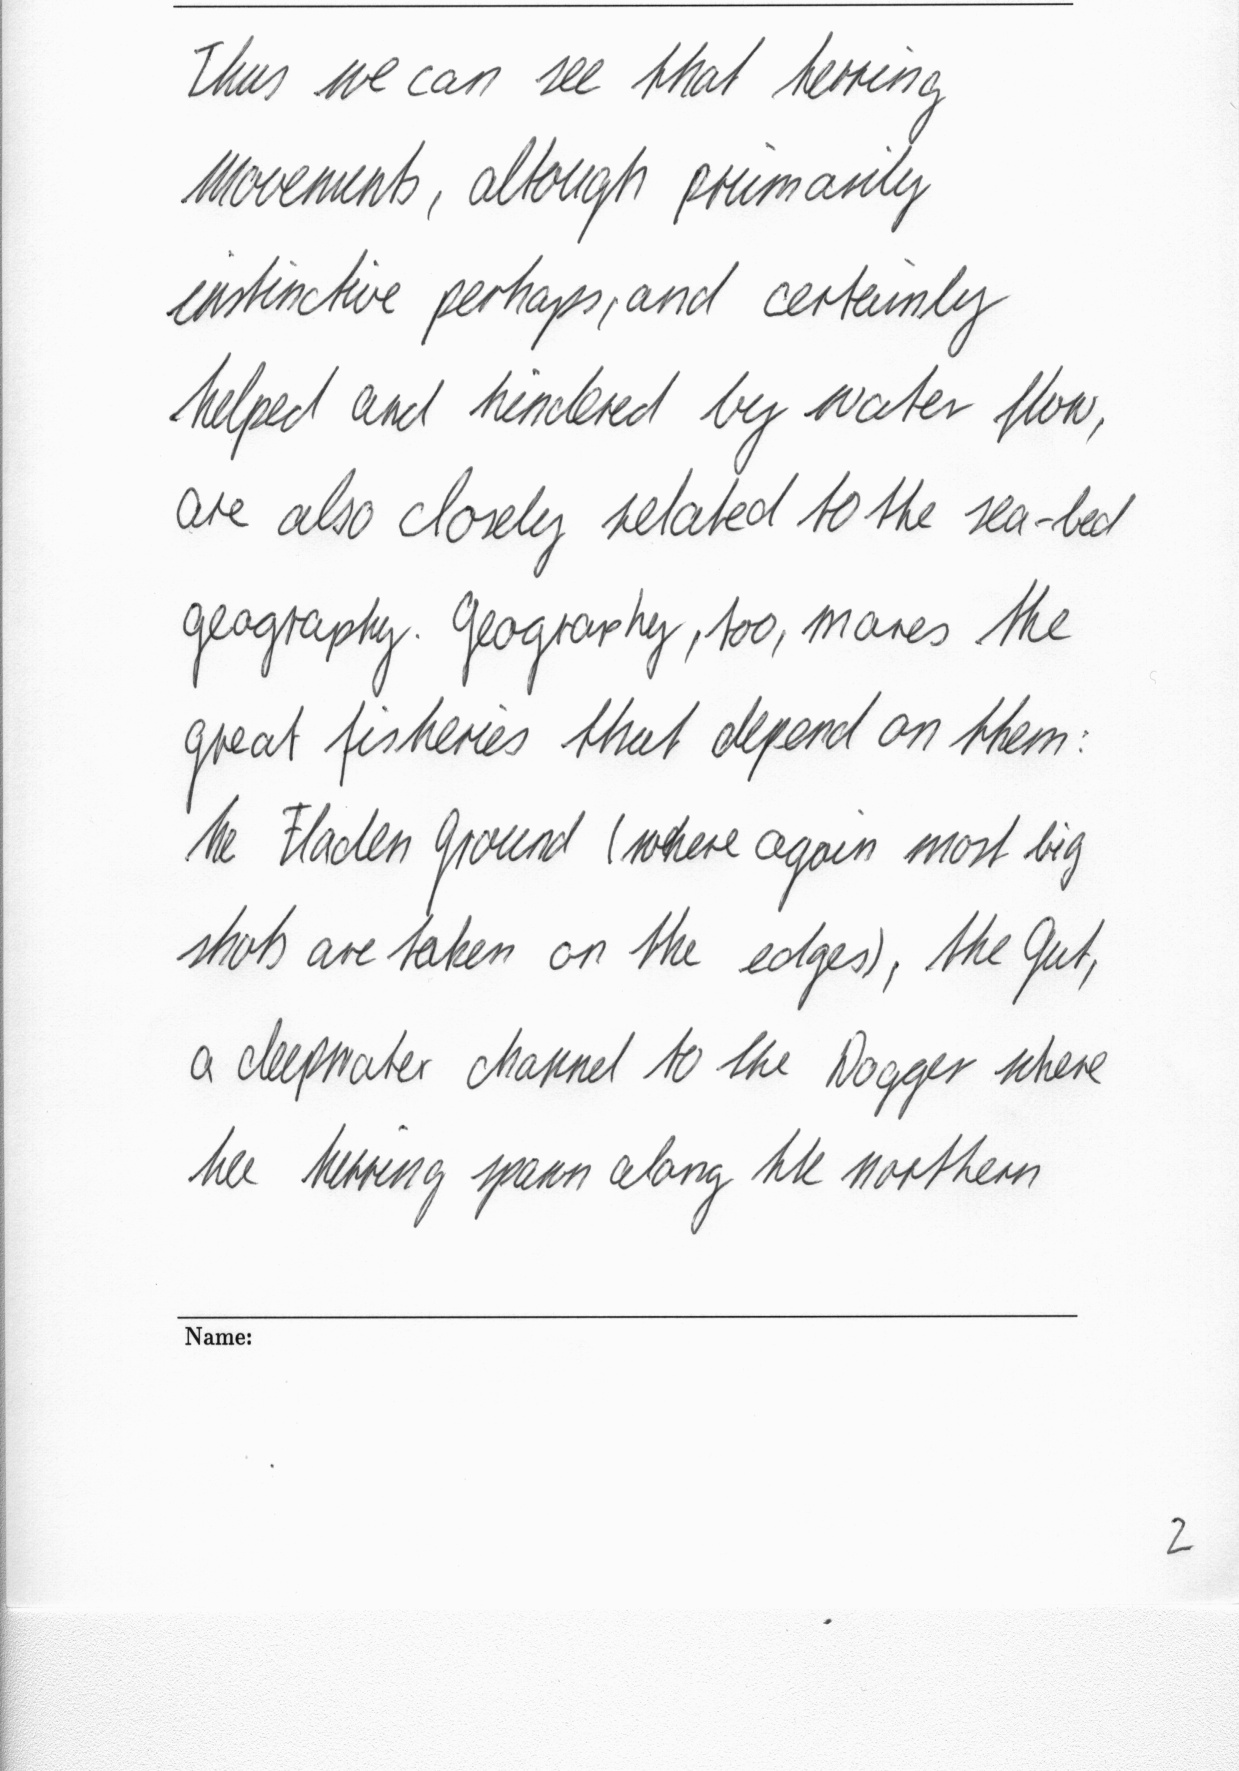 Thus we can see that herring
movements, altough primarily
instinctive perhaps, and certainly
helped and hindered by water flow,
are also closely related to the sea-bed
geography. Geography, too, mares the
great fisheries that depend on them:
the Fladen Ground (where again most big
shots are taken on the edges), the Gut,
a deepwater channel to the Dogger where
the herring spawn along the northern
Name:
2